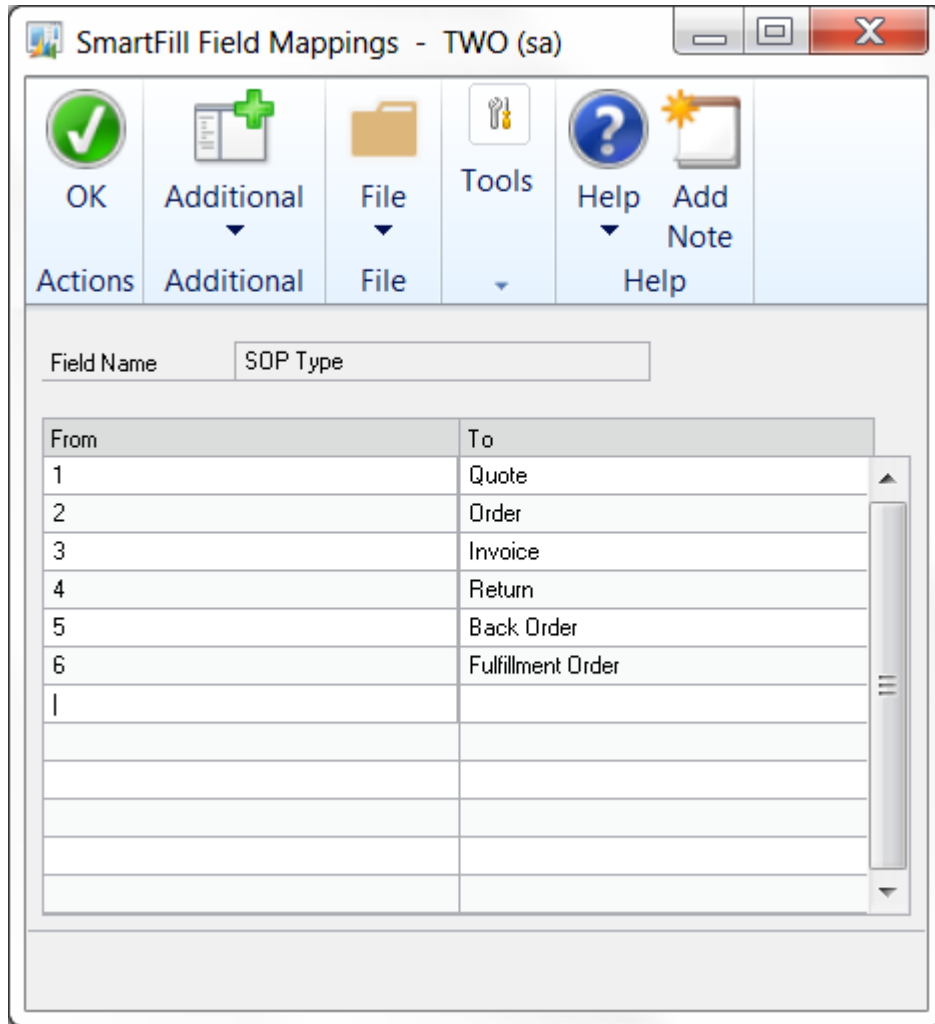 SmartFill Field Mappings - TWO (sa)
OK Additional File Tools Help Add Note
Actions Additional File Help
Field Name SOP Type
From To
1 Quote
2 Order
3 Invoice
4 Return
5 Back Order
6 Fulfillment Order